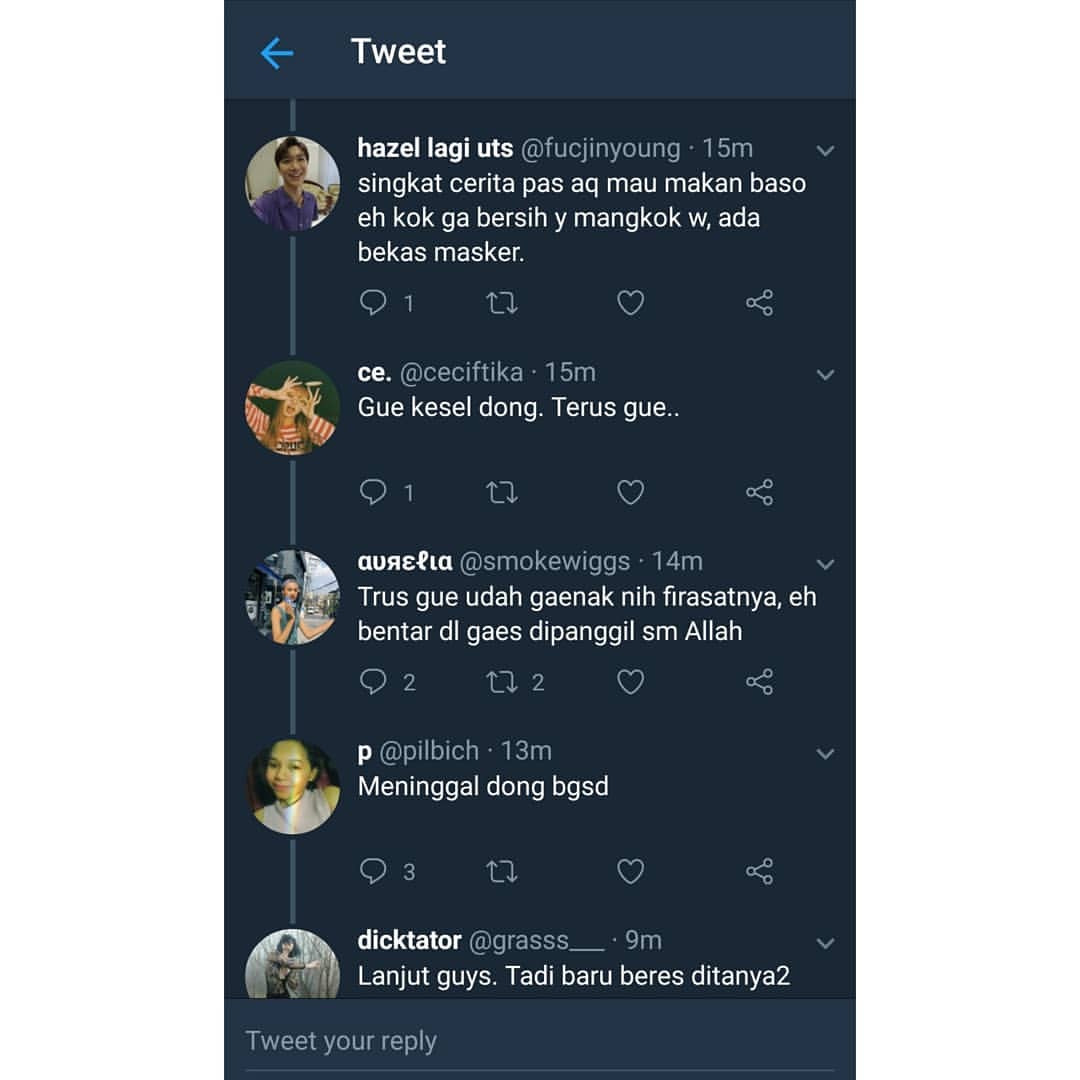 Tweet
hazel lagi uts @fucjinyoung · 15m
singkat cerita pas aq mau makan baso
eh kok ga bersih y mangkok w, ada
bekas masker.
1
ce. @ceciftika · 15m
Gue kesel dong. Terus gue..
1
αυяεℓια @smokewiggs · 14m
Trus gue udah gaenak nih firasatnya, eh
bentar dl gaes dipanggil sm Allah
2 2
p @pilbich · 13m
Meninggal dong bgsd
3
dicktator @grasss___ · 9m
Lanjut guys. Tadi baru beres ditanya2
Tweet your reply